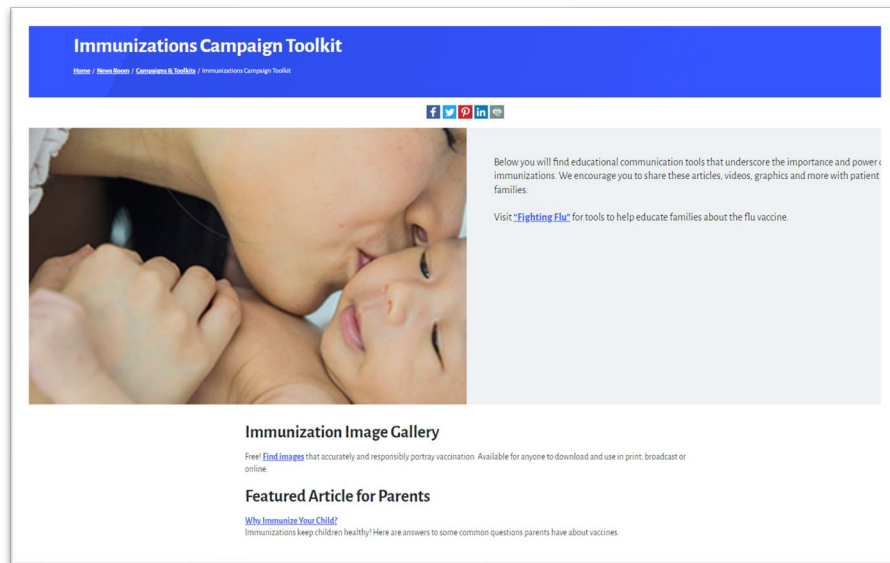 Immunizations Campaign Toolkit
Home / News Room / Campaigns & Toolkits / Immunizations Campaign Toolkit
Below you will find educational communication tools that underscore the importance and power
immunizations. We encourage you to share these articles, videos, graphics and more with patient
families.
Visit "Fighting Flu" for tools to help educate families about the flu vaccine.
Immunization Image Gallery
Free! Find images that accurately and responsibly portray vaccination. Available for anyone to download and use in print, broadcast or
online.
Featured Article for Parents
Why Immunize Your Child?
Immunizations keep children healthy! Here are answers to some common questions parents have about vaccines.